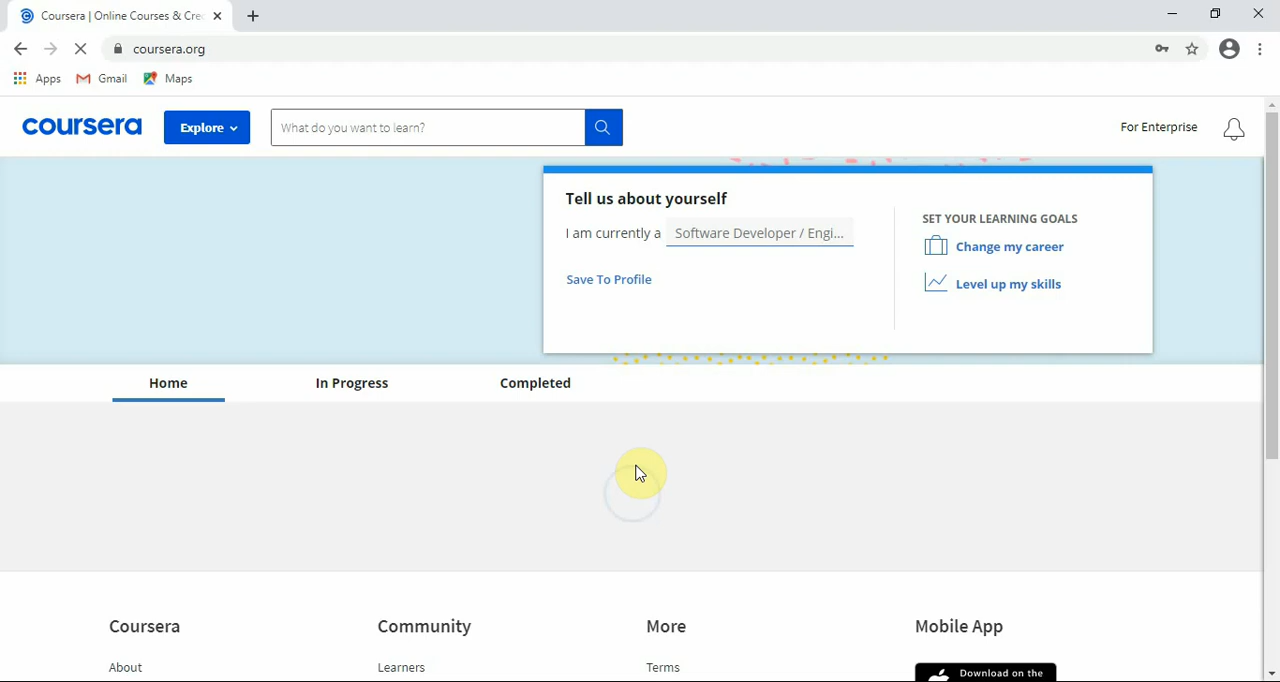 Coursera | Online Courses & Cre
coursera.org
Apps Gmail Maps
coursera Explore What do you want to learn? For Enterprise
Tell us about yourself
I am currently a Software Developer / Engi...
Save To Profile
SET YOUR LEARNING GOALS
Change my career
Level up my skills
Home In Progress Completed
Coursera Community More Mobile App
About Learners Terms Download on the